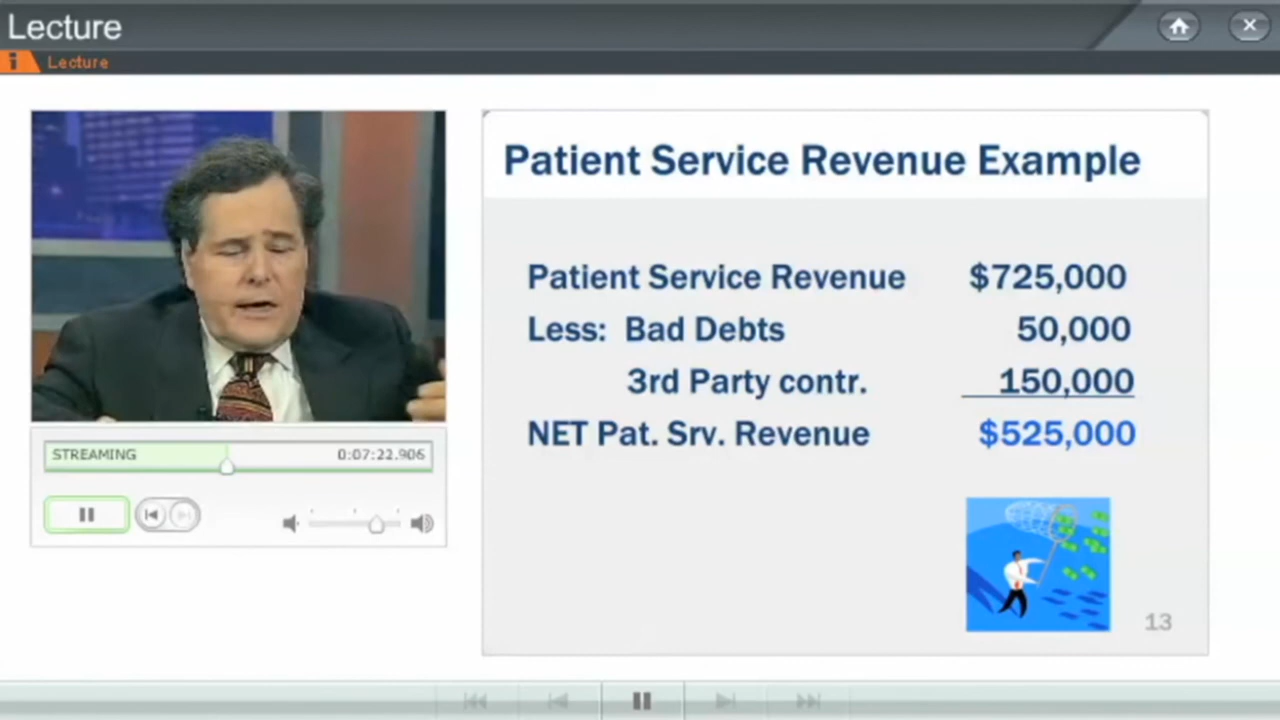 Lecture
i Lecture
Patient Service Revenue Example
Patient Service Revenue $725,000
Less: Bad Debts 50,000
3rd Party contr. 150,000
NET Pat. Srv. Revenue $525,000
STREAMING 0:07:22.906
13